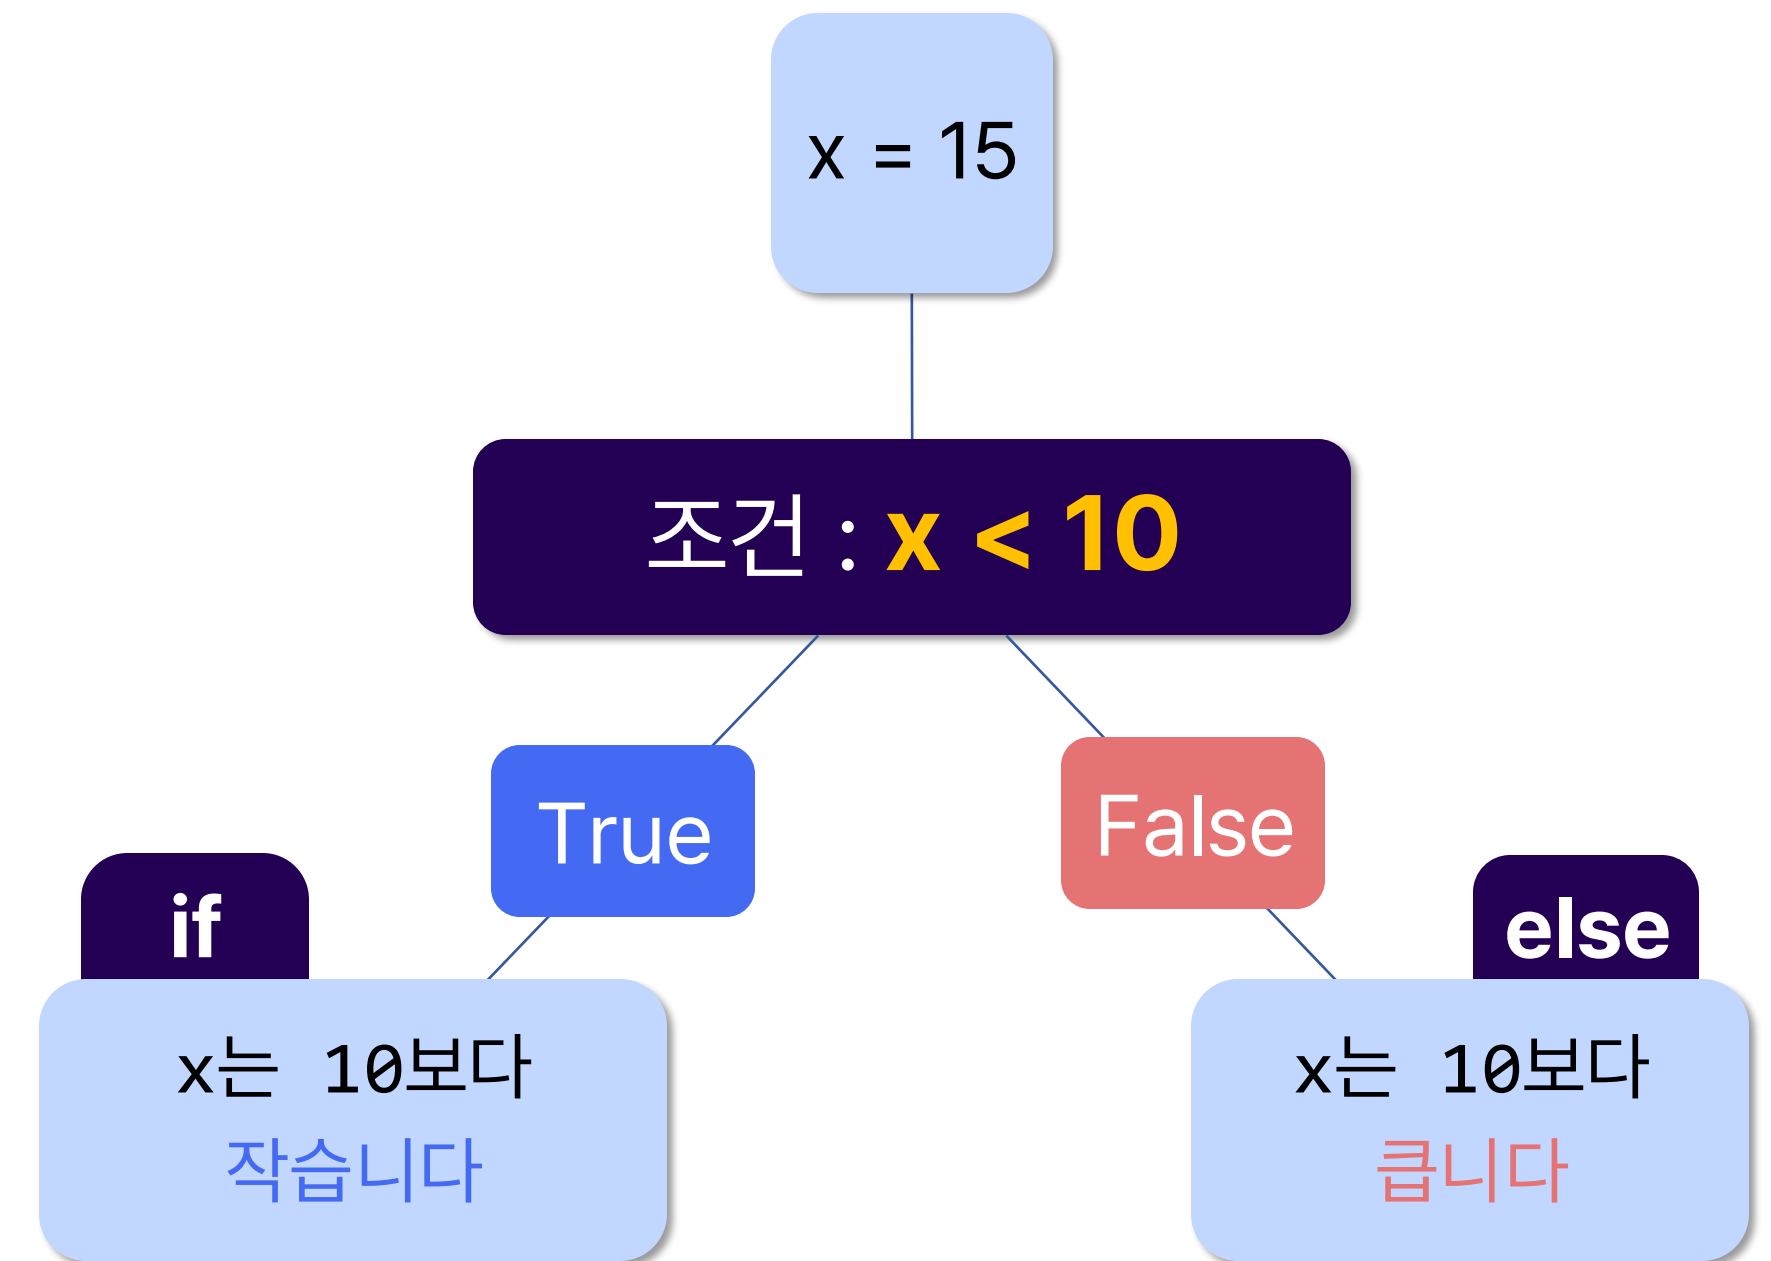 x = 15
조건 : x < 10
True
False
if
else
x는 10보다
작습니다
x는 10보다
큽니다